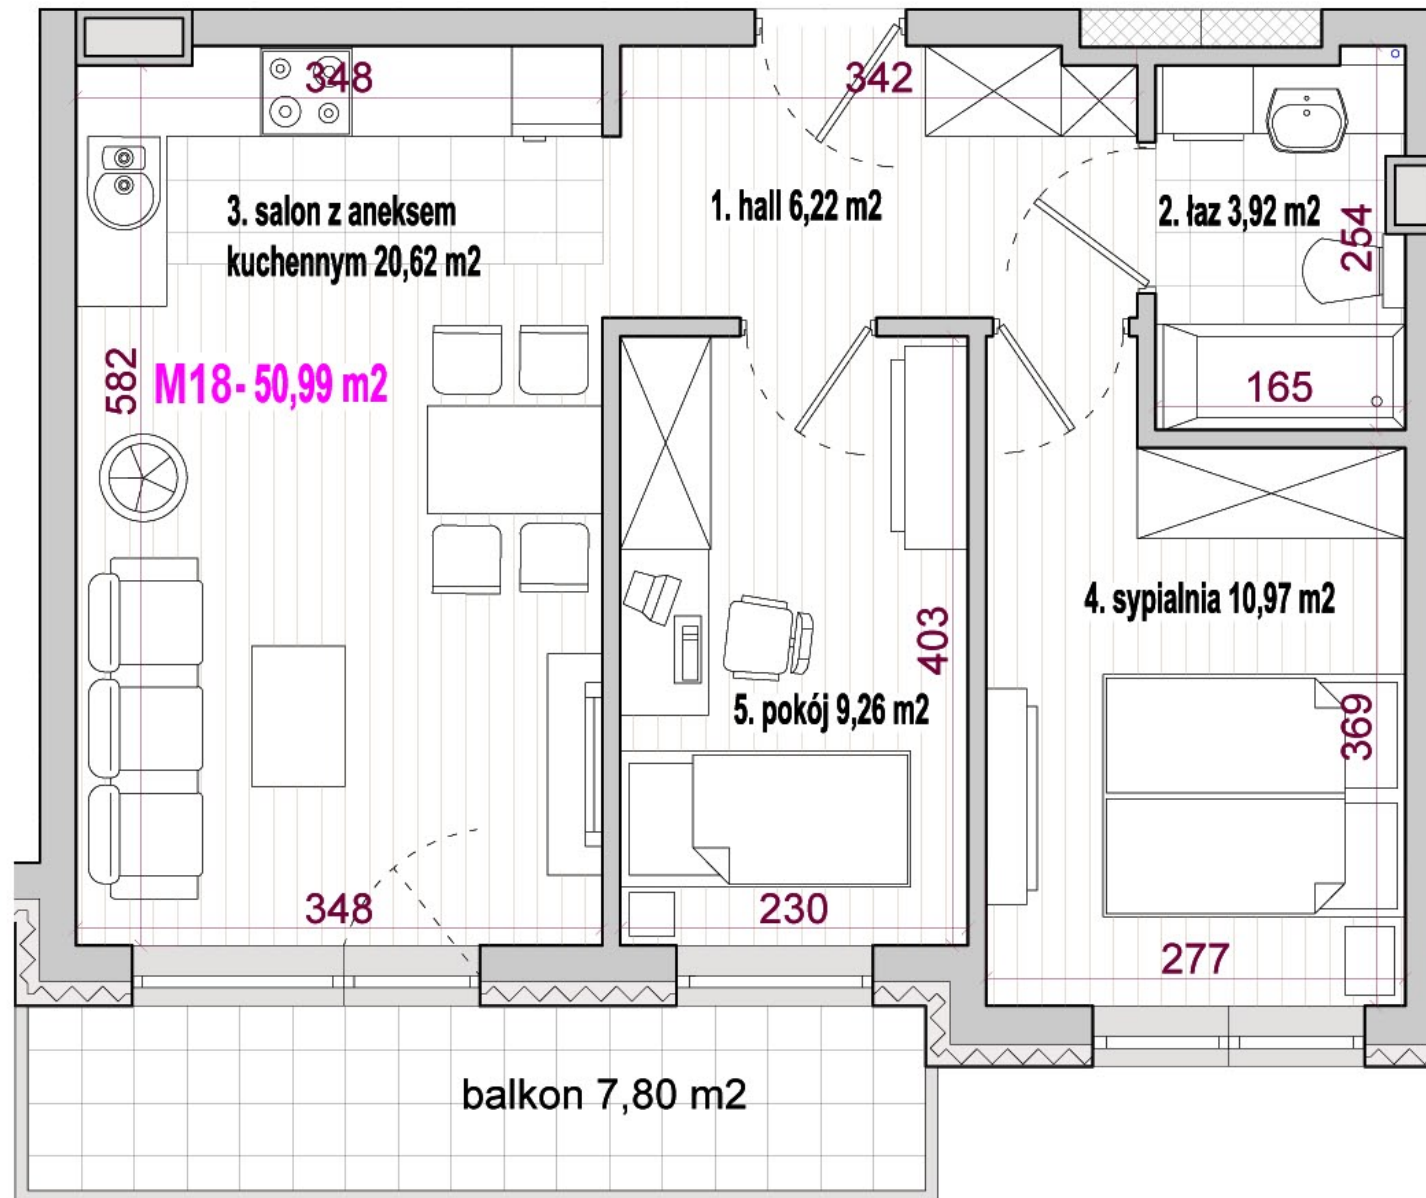 348
342
3. salon z aneksem
kuchennym 20,62 m2
1. hall 6,22 m2
2. łaz 3,92 m2
254
582
M18- 50,99 m2
165
403
4. sypialnia 10,97 m2
5. pokój 9,26 m2
369
348
230
277
balkon 7,80 m2